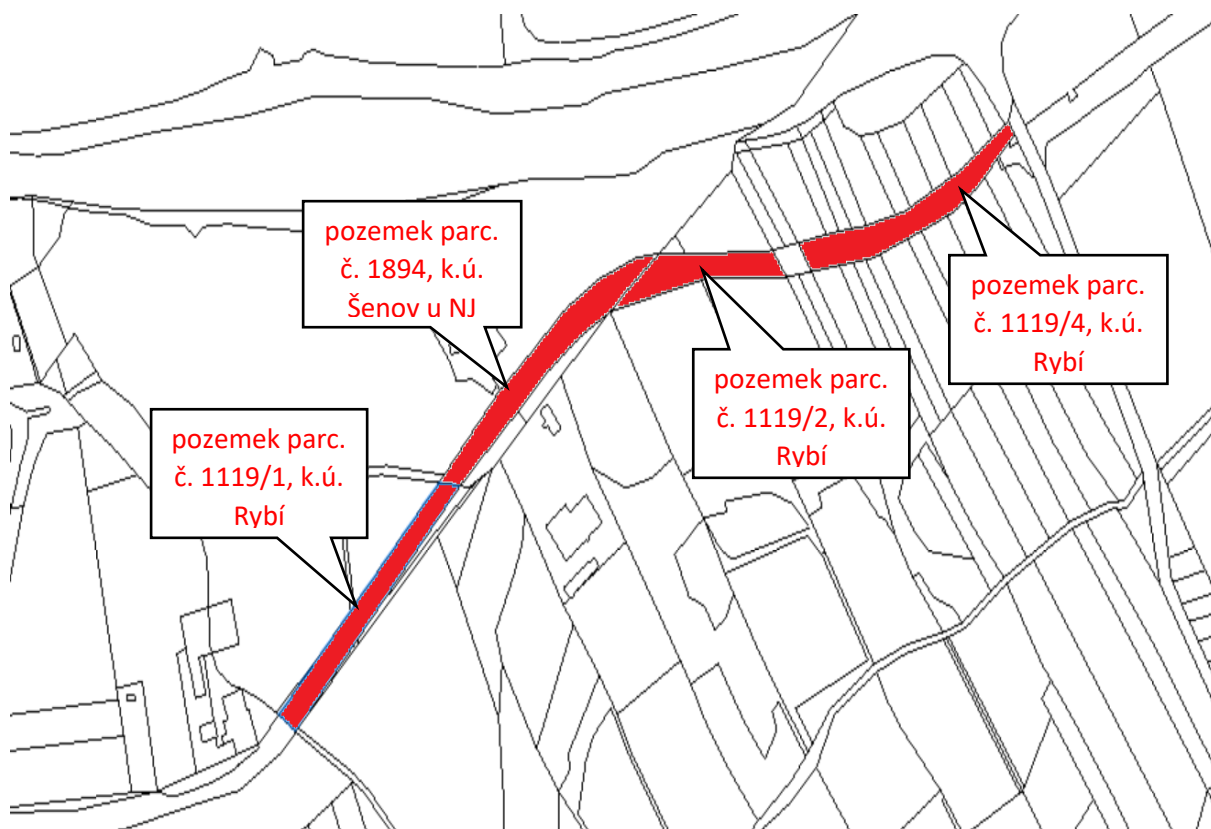 pozemek parc.
č. 1894, k.ú.
Šenov u NJ
pozemek parc.
č. 1119/4, k.ú.
Rybí
pozemek parc.
č. 1119/2, k.ú.
Rybí
pozemek parc.
č. 1119/1, k.ú.
Rybí